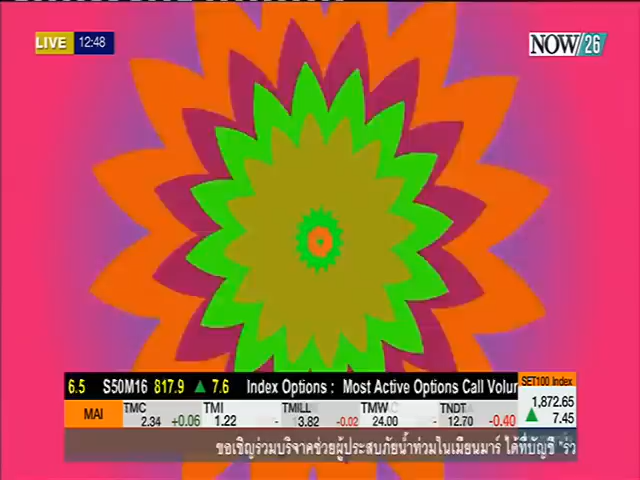 LIVE 12:48
NOW 26
6.5 S50M16 817.9 ▲ 7.6 Index Options : Most Active Options Call Volur
SET100 Index
1,872.65
▲ 7.45
MAI
TMC 2.34 +0.06
TMI 1.22 -
TMILL 3.82 -0.02
TMW 24.00 -
TNDT 12.70 -0.40
ขอเชิญร่วมบริจาคช่วยผู้ประสบภัยน้ำท่วมในเมียนมาร์ ได้ที่บัญชี "ร่ว